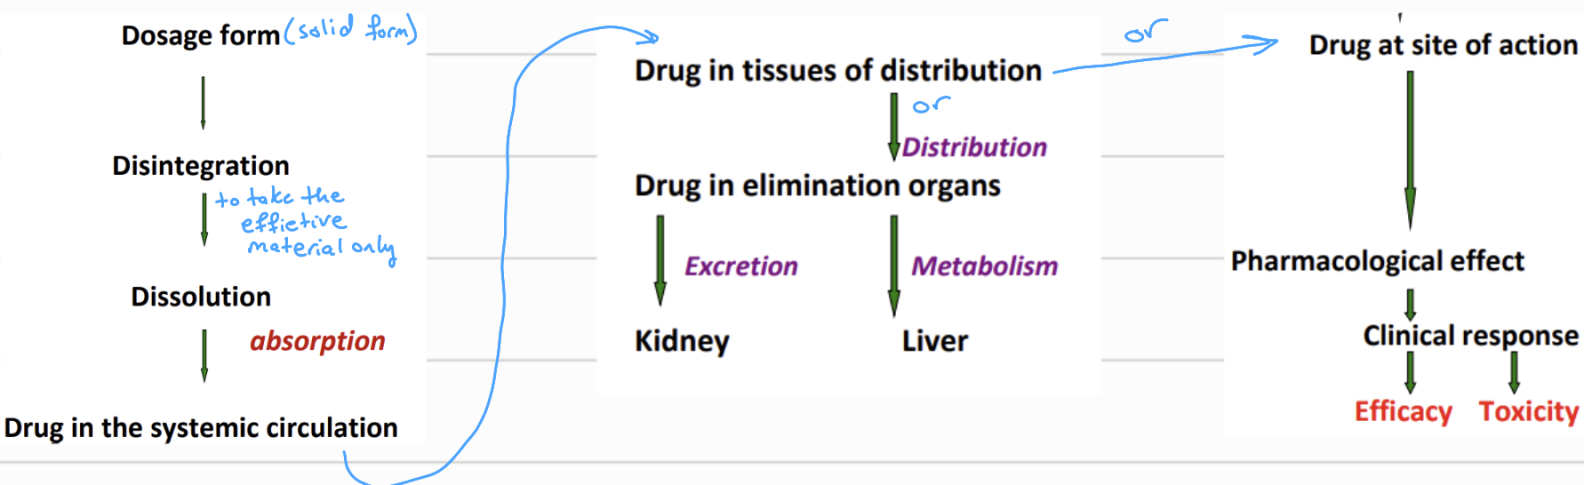 Dosage form (solid form)
Disintegration
to take the
effictive
material only
Dissolution
absorption
Drug in the systemic circulation
Drug in tissues of distribution
or
Distribution
Drug in elimination organs
Excretion
Metabolism
Kidney
Liver
or
Drug at site of action
Pharmacological effect
Clinical response
Efficacy
Toxicity